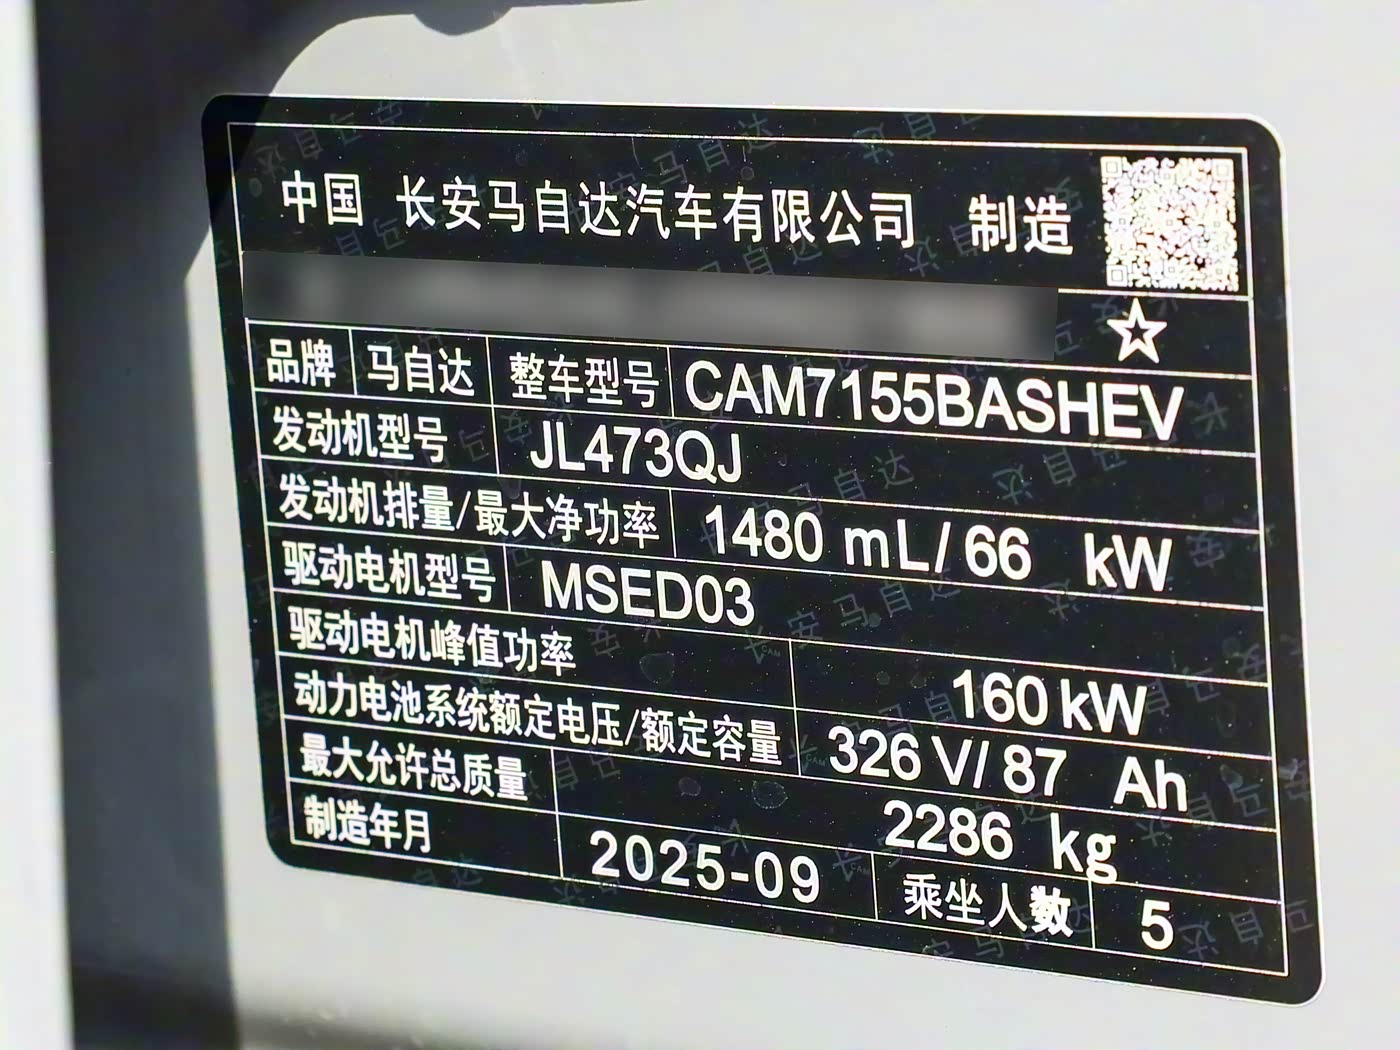 中国 长安马自达汽车有限公司 制造
☆
品牌 马自达 整车型号 CAM7155BASHEV
发动机型号 JL473QJ
发动机排量/最大净功率 1480 mL/ 66 kW
驱动电机型号 MSED03
驱动电机峰值功率 160 kW
动力电池系统额定电压/额定容量 326 V/ 87 Ah
最大允许总质量 2286 kg
制造年月 2025-09 乘坐人数 5